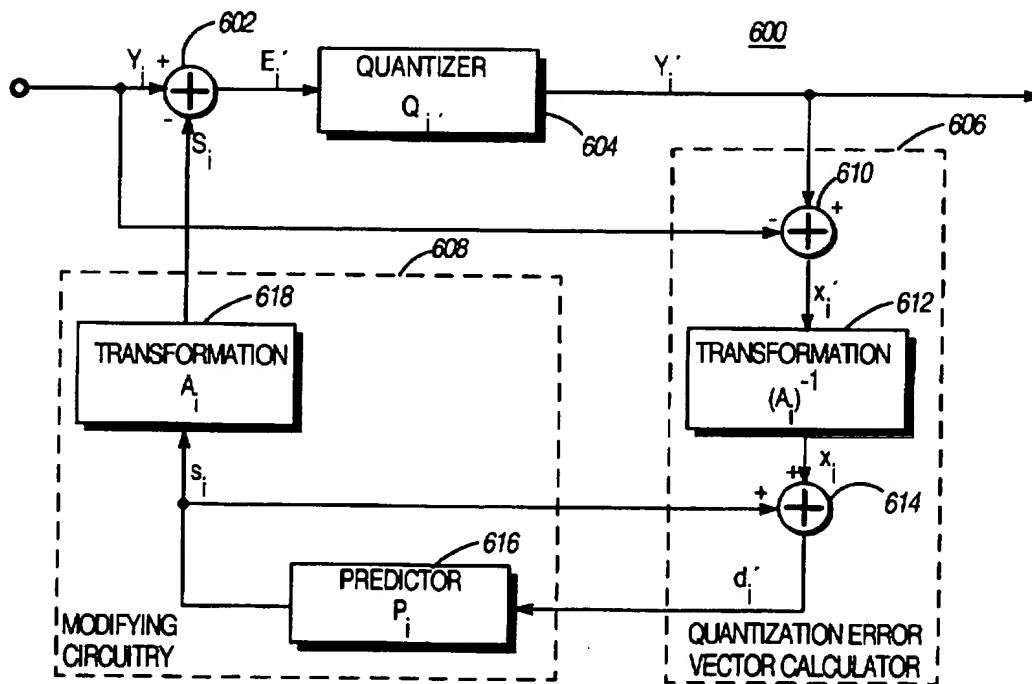 602
600
Y_i +
E_i′
QUANTIZER
Q_i′
604
Y_i′
-
S_i
606
610
-
+
608
x_i′
618
TRANSFORMATION
A_i
612
TRANSFORMATION
(A_i)^-1
s_i
x_i
+
+
614
616
PREDICTOR
P_i
d_i′
MODIFYING
CIRCUITRY
QUANTIZATION ERROR
VECTOR CALCULATOR